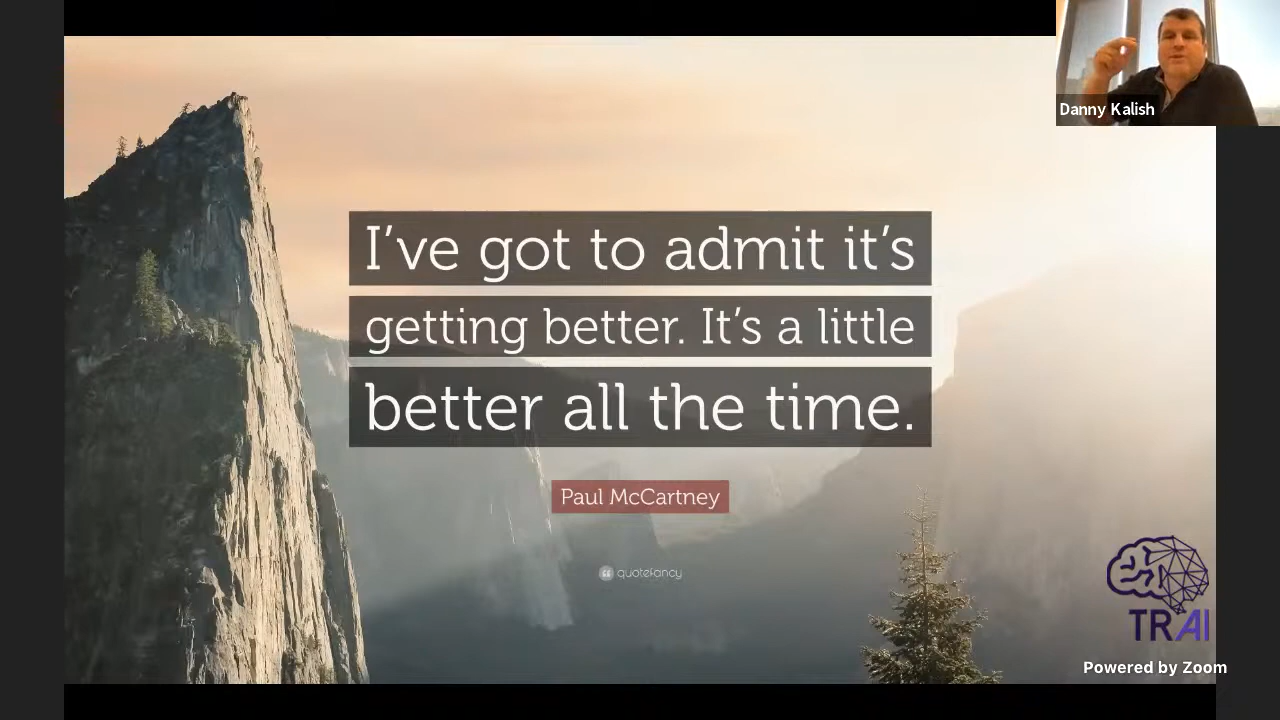 Danny Kalish
I’ve got to admit it’s
getting better. It’s a little
better all the time.
Paul McCartney
quotefancy
TRAI
Powered by Zoom